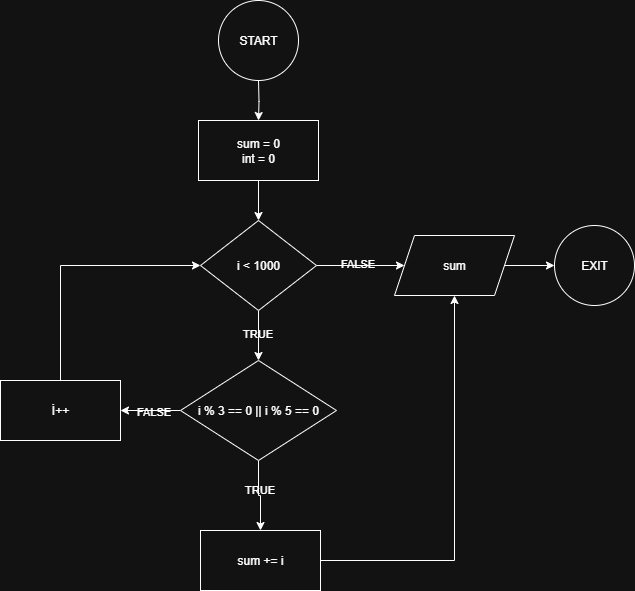 START
sum = 0
int = 0
i < 1000
FALSE
sum
EXIT
TRUE
İ++
FALSE
i % 3 == 0 || i % 5 == 0
TRUE
sum += i